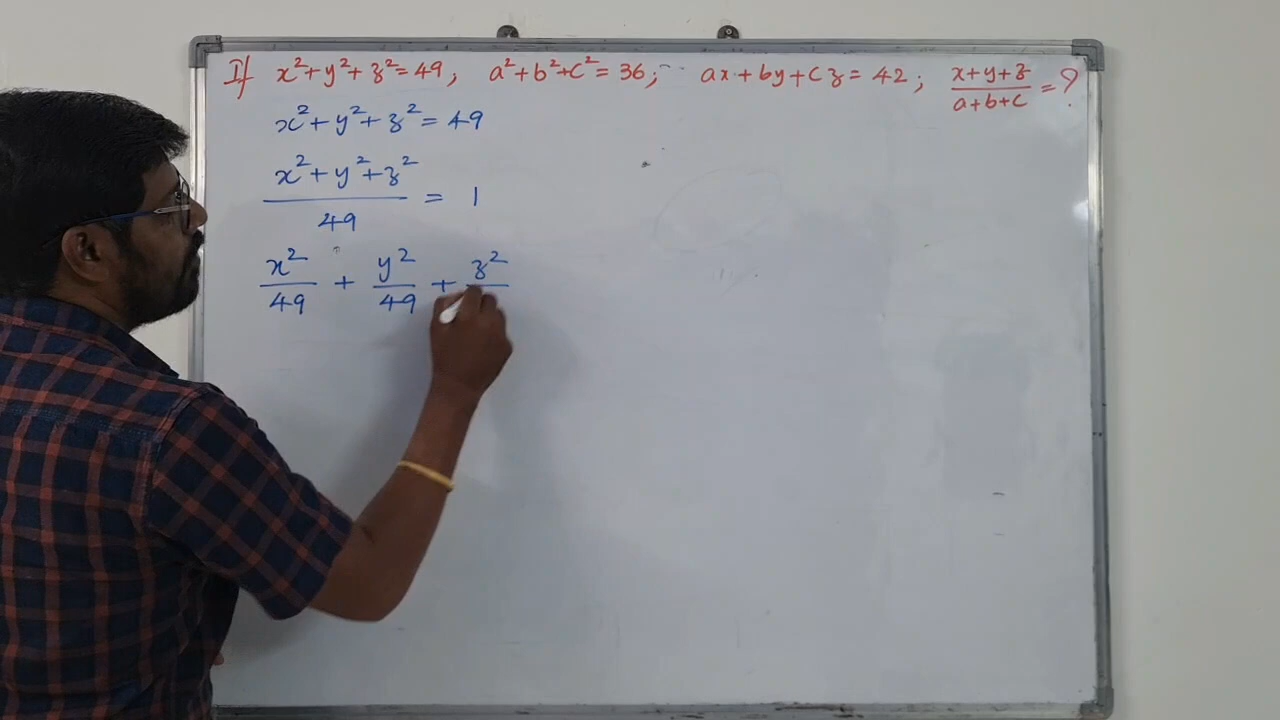 If x²+y²+z²=49, a²+b²+c²=36; ax+by+cz=42; (x+y+z)/(a+b+c)=?
x²+y²+z²=49
(x²+y²+z²)/49 = 1
x²/49 + y²/49 + z²/